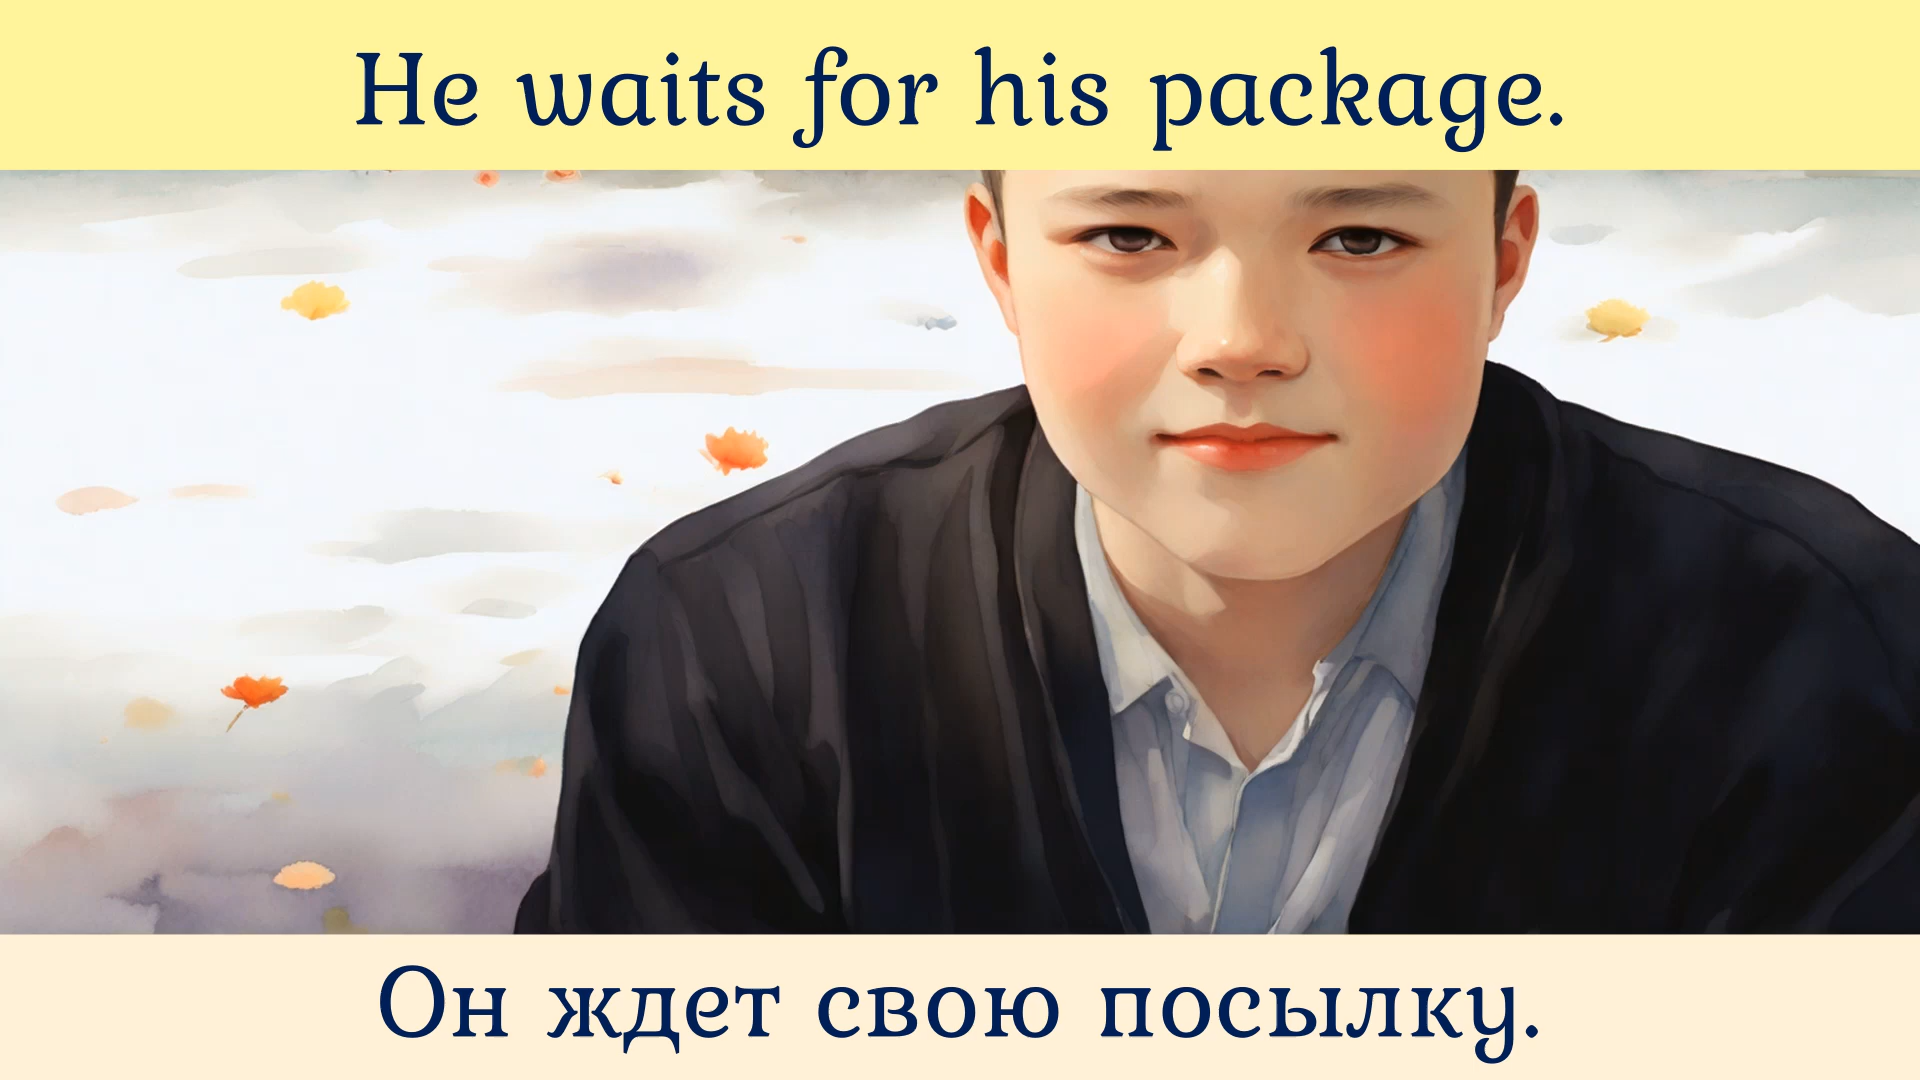 He waits for his package.
Он ждет свою посылку.